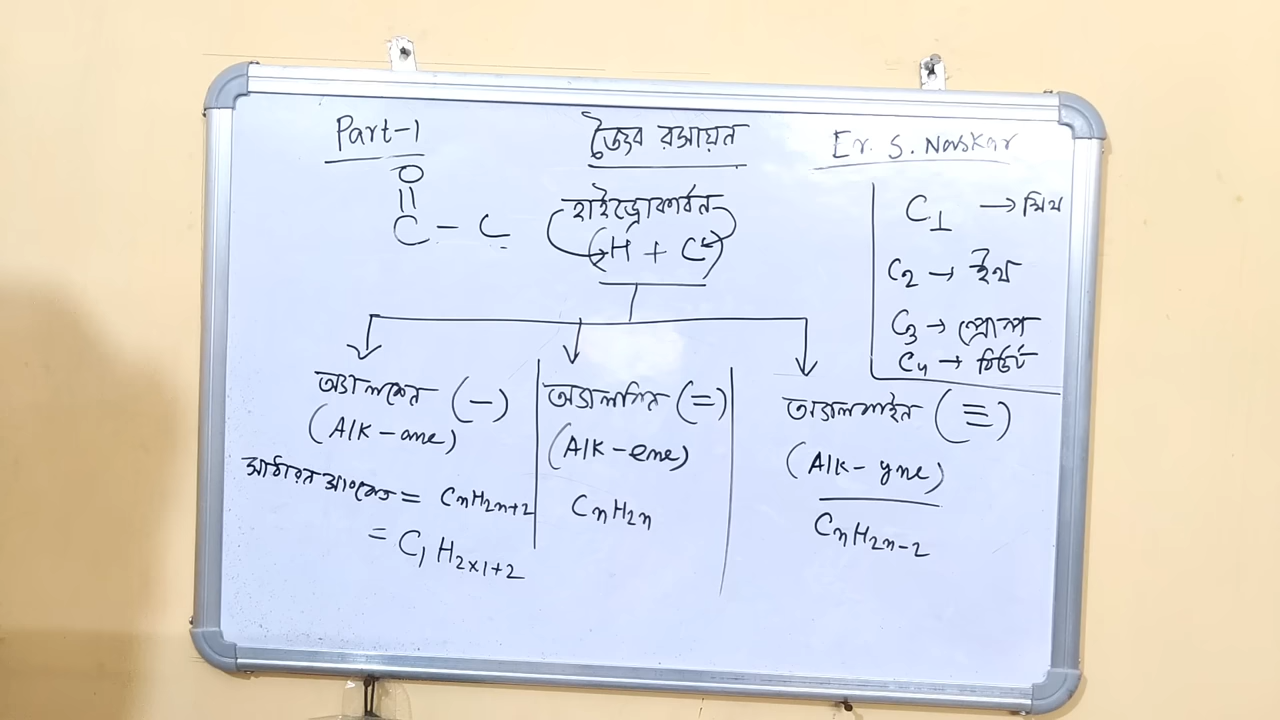 Part-1
জৈব রসায়ন
Er. S. Naskar
O
||
C - C
হাইড্রোকার্বন
(H + C)
C1 → মিথ
C2 → ইথ
C3 → প্রোপ
C4 → বিউট
অ্যালকেন (-)
(Alk-ane)
সাধারন সংকেত = CnH2n+2
= C1 H2x1+2
অ্যালকিন (=)
(Alk-ene)
CnH2n
অ্যালকাইন (≡)
(Alk-yne)
CnH2n-2